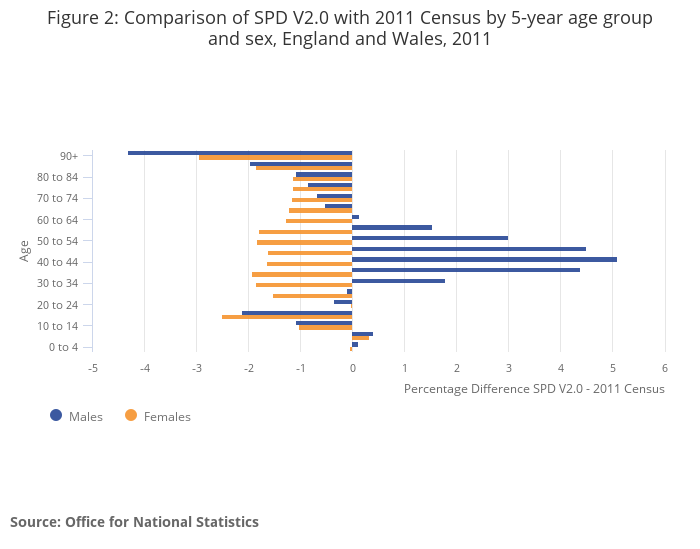 Figure 2: Comparison of SPD V2.0 with 2011 Census by 5-year age group
and sex, England and Wales, 2011
90+
80 to 84
70 to 74
60 to 64
50 to 54
40 to 44
30 to 34
20 to 24
10 to 14
0 to 4
Age
-5 -4 -3 -2 -1 0 1 2 3 4 5 6
Percentage Difference SPD V2.0 - 2011 Census
Males Females
Source: Office for National Statistics